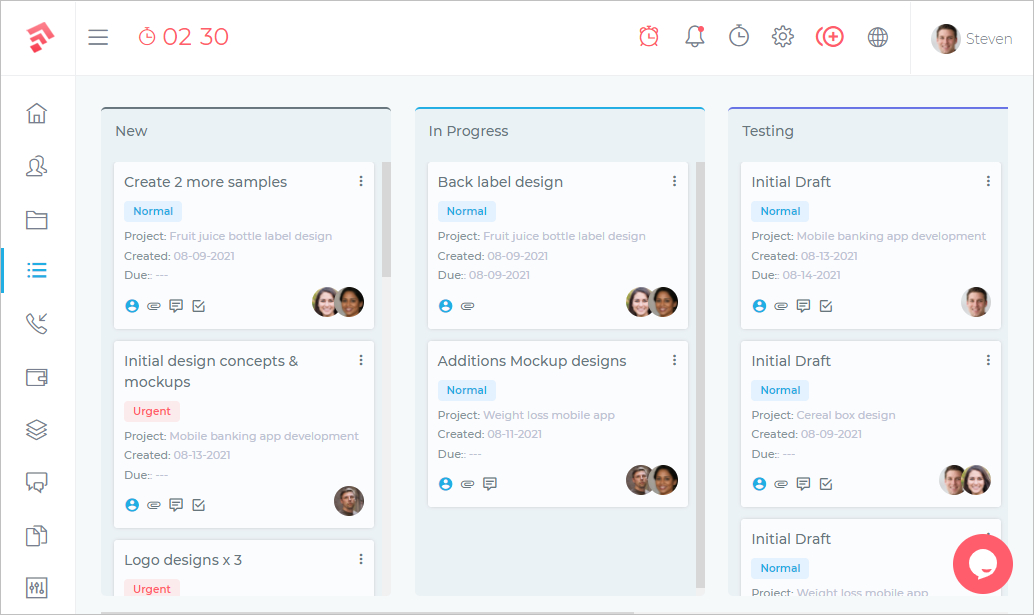 02 30
Steven
New
Create 2 more samples
Normal
Project: Fruit juice bottle label design
Created: 08-09-2021
Due:: ---
Initial design concepts &
mockups
Urgent
Project: Mobile banking app development
Created: 08-13-2021
Due:: ---
Logo designs x 3
Urgent
In Progress
Back label design
Normal
Project: Fruit juice bottle label design
Created: 08-09-2021
Due:: 08-09-2021
Additions Mockup designs
Normal
Project: Weight loss mobile app
Created: 08-11-2021
Due:: ---
Testing
Initial Draft
Normal
Project: Mobile banking app development
Created: 08-13-2021
Due:: 08-14-2021
Initial Draft
Normal
Project: Cereal box design
Created: 08-09-2021
Due:: ---
Initial Draft
Normal
Project: Weight loss mobile app